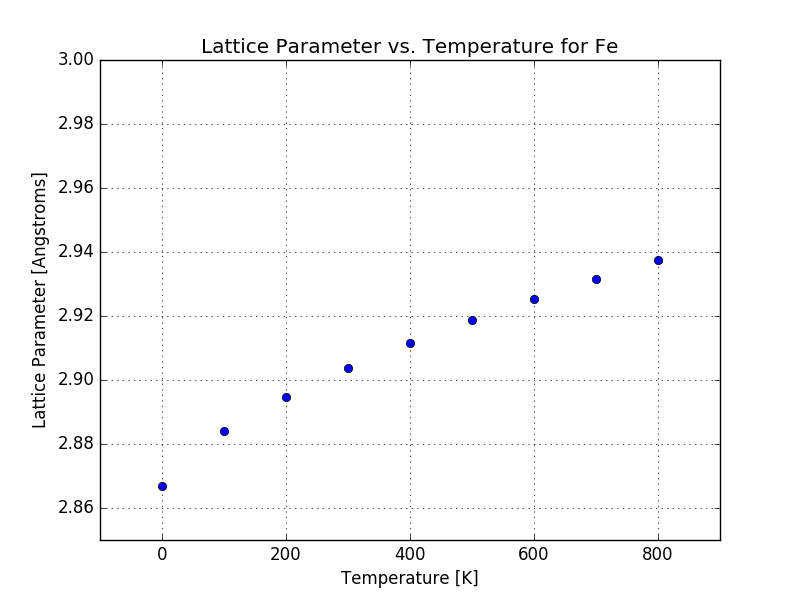 Lattice Parameter vs. Temperature for Fe
3.00
2.98
2.96
2.94
2.92
2.90
2.88
2.86
Lattice Parameter [Angstroms]
0 200 400 600 800
Temperature [K]